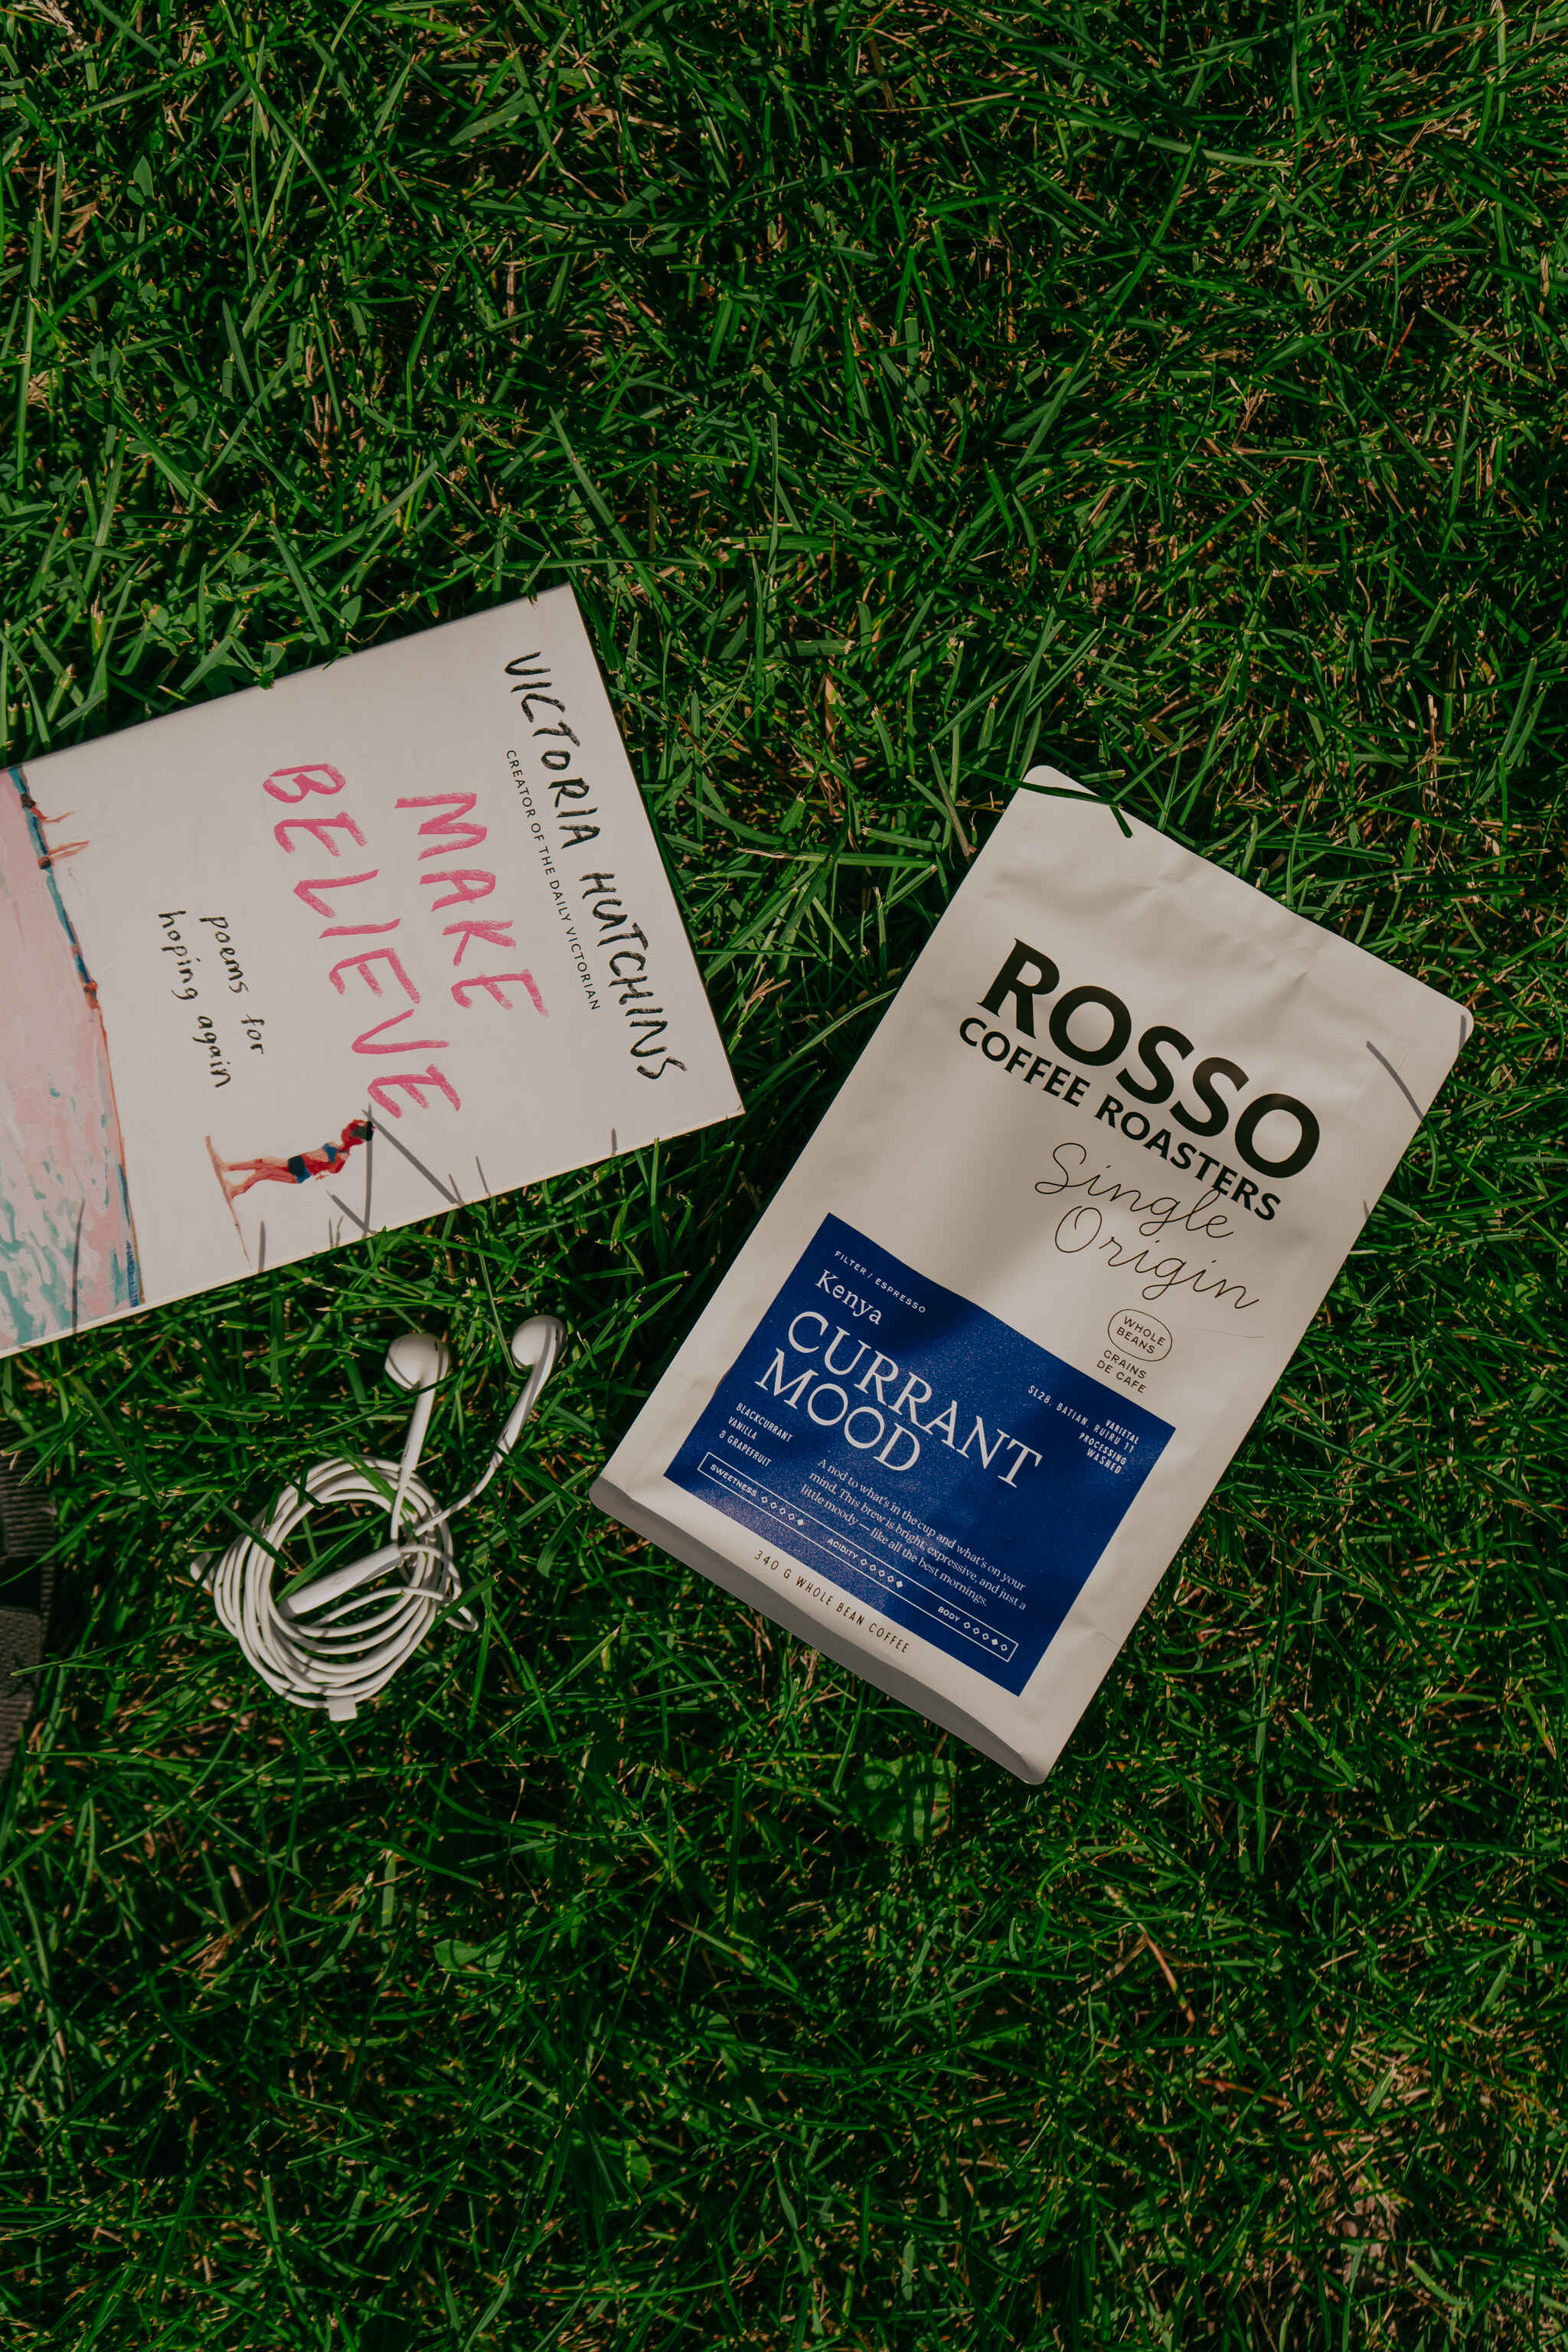 VICTORIA HUTCHINS
CREATOR OF THE DAILY VICTORIAN
MAKE
BELIEVE
poems for
hoping again
ROSSO
COFFEE ROASTERS
Single
Origin
WHOLE
BEANS
GRAINS
DE CAFE
FILTER / ESPRESSO
Kenya
CURRANT
MOOD
VARIETAL
SL28, BATIAN, RUIRU 11
PROCESSING
WASHED
BLACKCURRANT
VANILLA
& GRAPEFRUIT
A nod to what's in the cup and what's on your
mind. This brew is bright, expressive, and just a
little moody — like all the best mornings.
SWEETNESS
ACIDITY
BODY
340 G WHOLE BEAN COFFEE